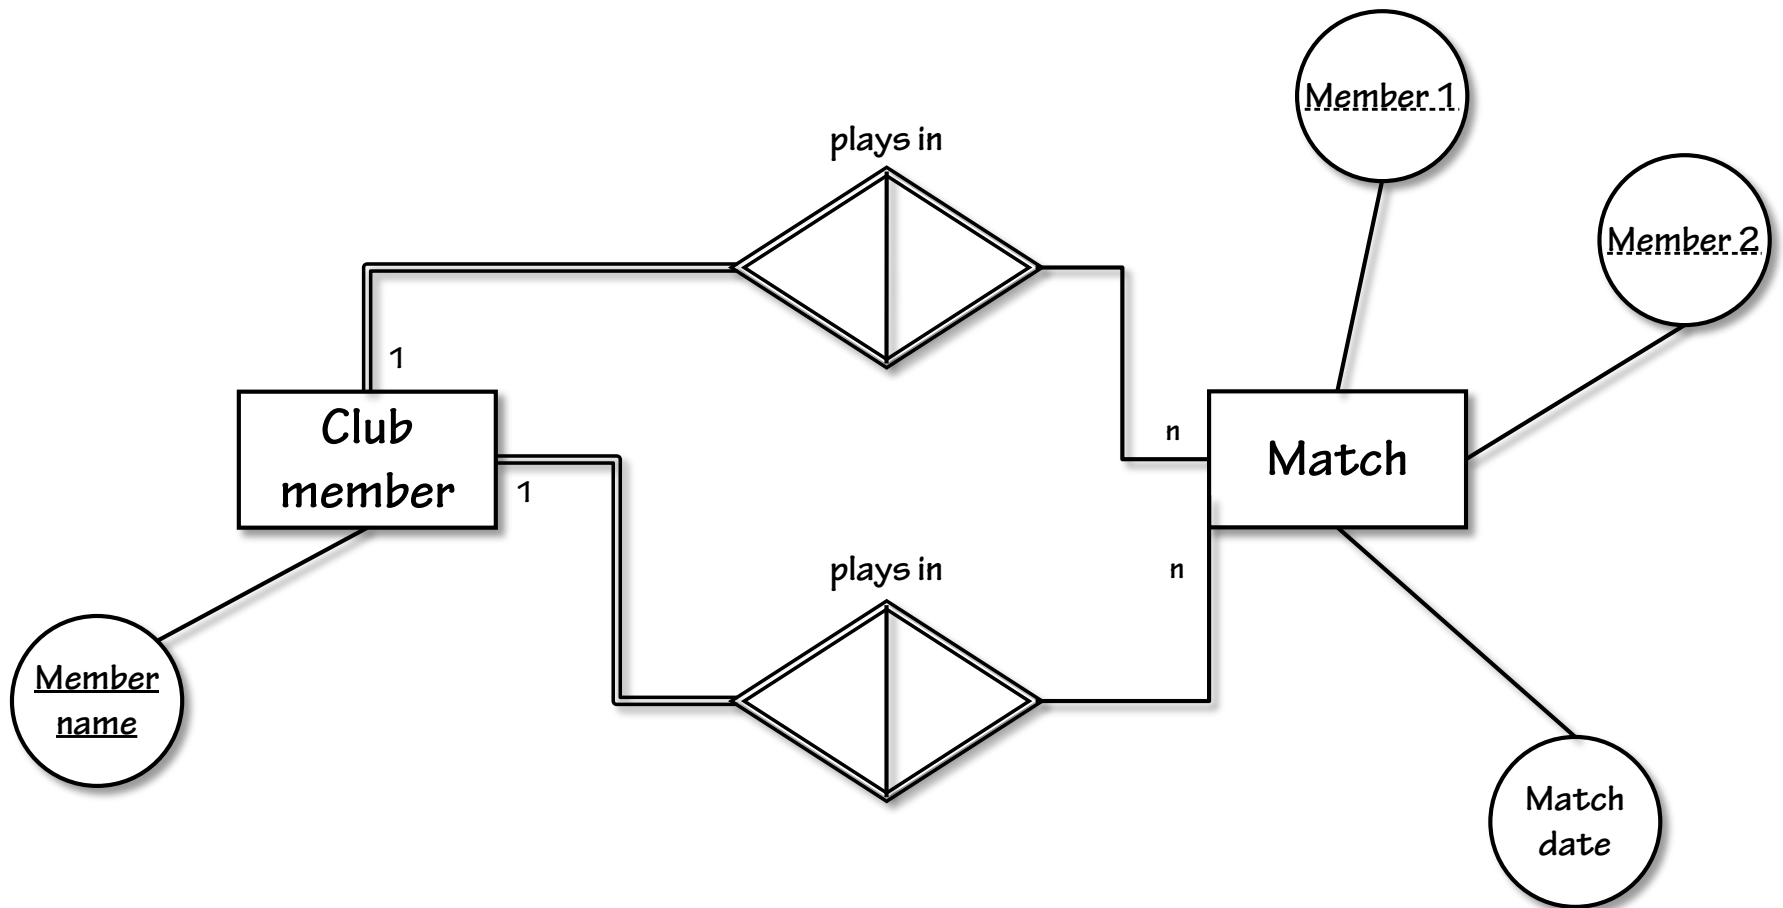 Member 1
plays in
Member 2
1
Club
member
n
Match
1
plays in
n
Member
name
Match
date